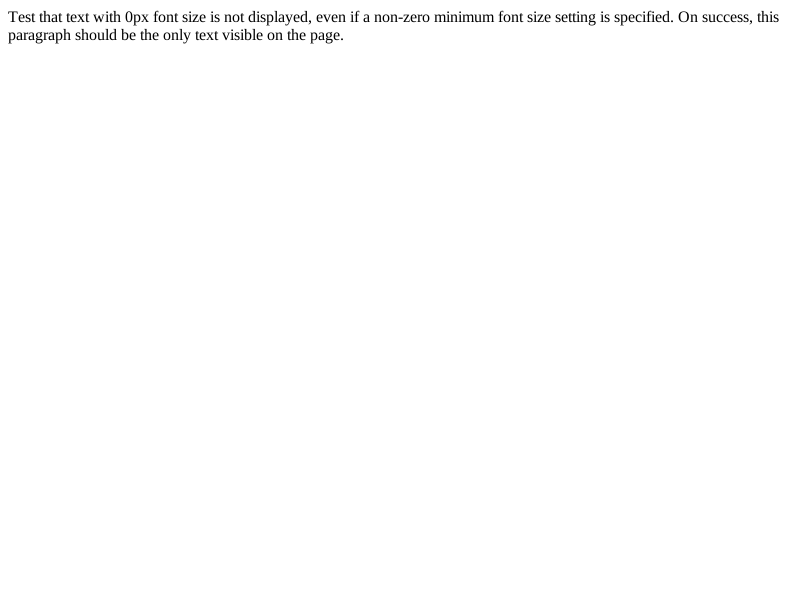 Test that text with 0px font size is not displayed, even if a non-zero minimum font size setting is specified. On success, this
paragraph should be the only text visible on the page.